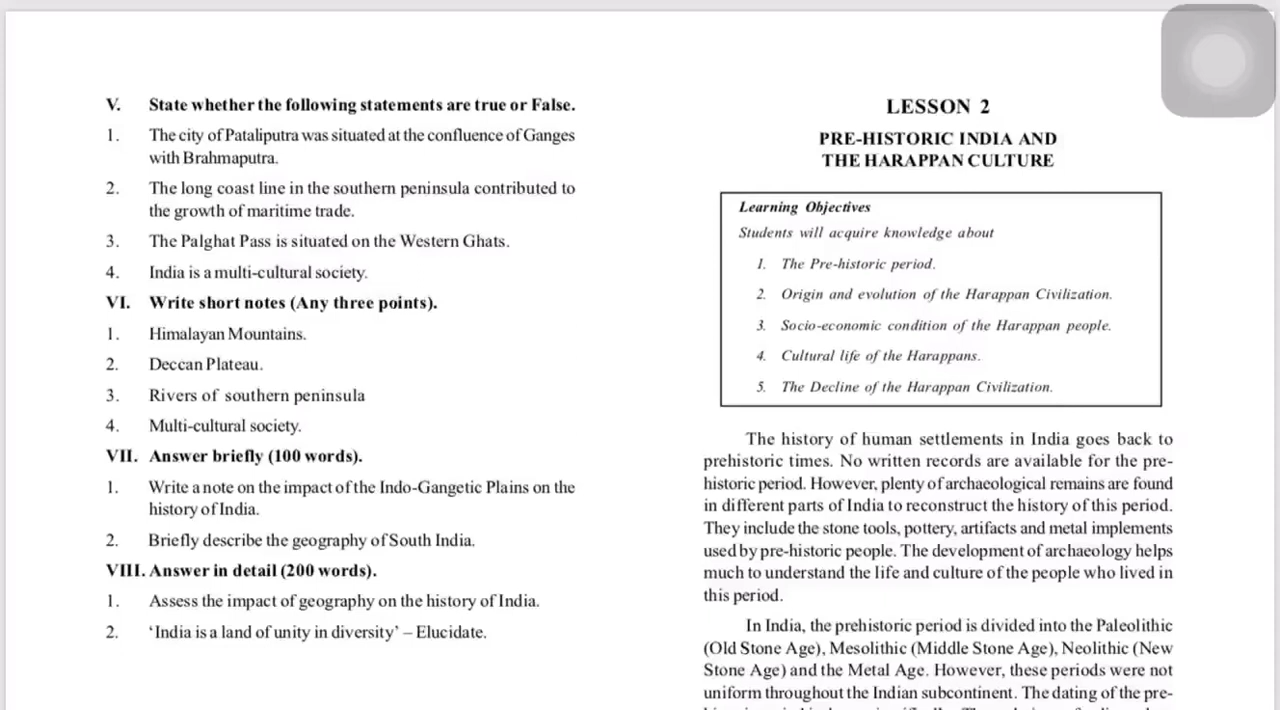 V. State whether the following statements are true or False.
1. The city of Pataliputra was situated at the confluence of Ganges
with Brahmaputra.
2. The long coast line in the southern peninsula contributed to
the growth of maritime trade.
3. The Palghat Pass is situated on the Western Ghats.
4. India is a multi-cultural society.
VI. Write short notes (Any three points).
1. Himalayan Mountains.
2. Deccan Plateau.
3. Rivers of southern peninsula
4. Multi-cultural society.
VII. Answer briefly (100 words).
1. Write a note on the impact of the Indo-Gangetic Plains on the
history of India.
2. Briefly describe the geography of South India.
VIII. Answer in detail (200 words).
1. Assess the impact of geography on the history of India.
2. ‘India is a land of unity in diversity’ – Elucidate.
LESSON 2
PRE-HISTORIC INDIA AND
THE HARAPPAN CULTURE
Learning Objectives
Students will acquire knowledge about
1. The Pre-historic period.
2. Origin and evolution of the Harappan Civilization.
3. Socio-economic condition of the Harappan people.
4. Cultural life of the Harappans.
5. The Decline of the Harappan Civilization.
The history of human settlements in India goes back to
prehistoric times. No written records are available for the pre-
historic period. However, plenty of archaeological remains are found
in different parts of India to reconstruct the history of this period.
They include the stone tools, pottery, artifacts and metal implements
used by pre-historic people. The development of archaeology helps
much to understand the life and culture of the people who lived in
this period.
In India, the prehistoric period is divided into the Paleolithic
(Old Stone Age), Mesolithic (Middle Stone Age), Neolithic (New
Stone Age) and the Metal Age. However, these periods were not
uniform throughout the Indian subcontinent. The dating of the pre-